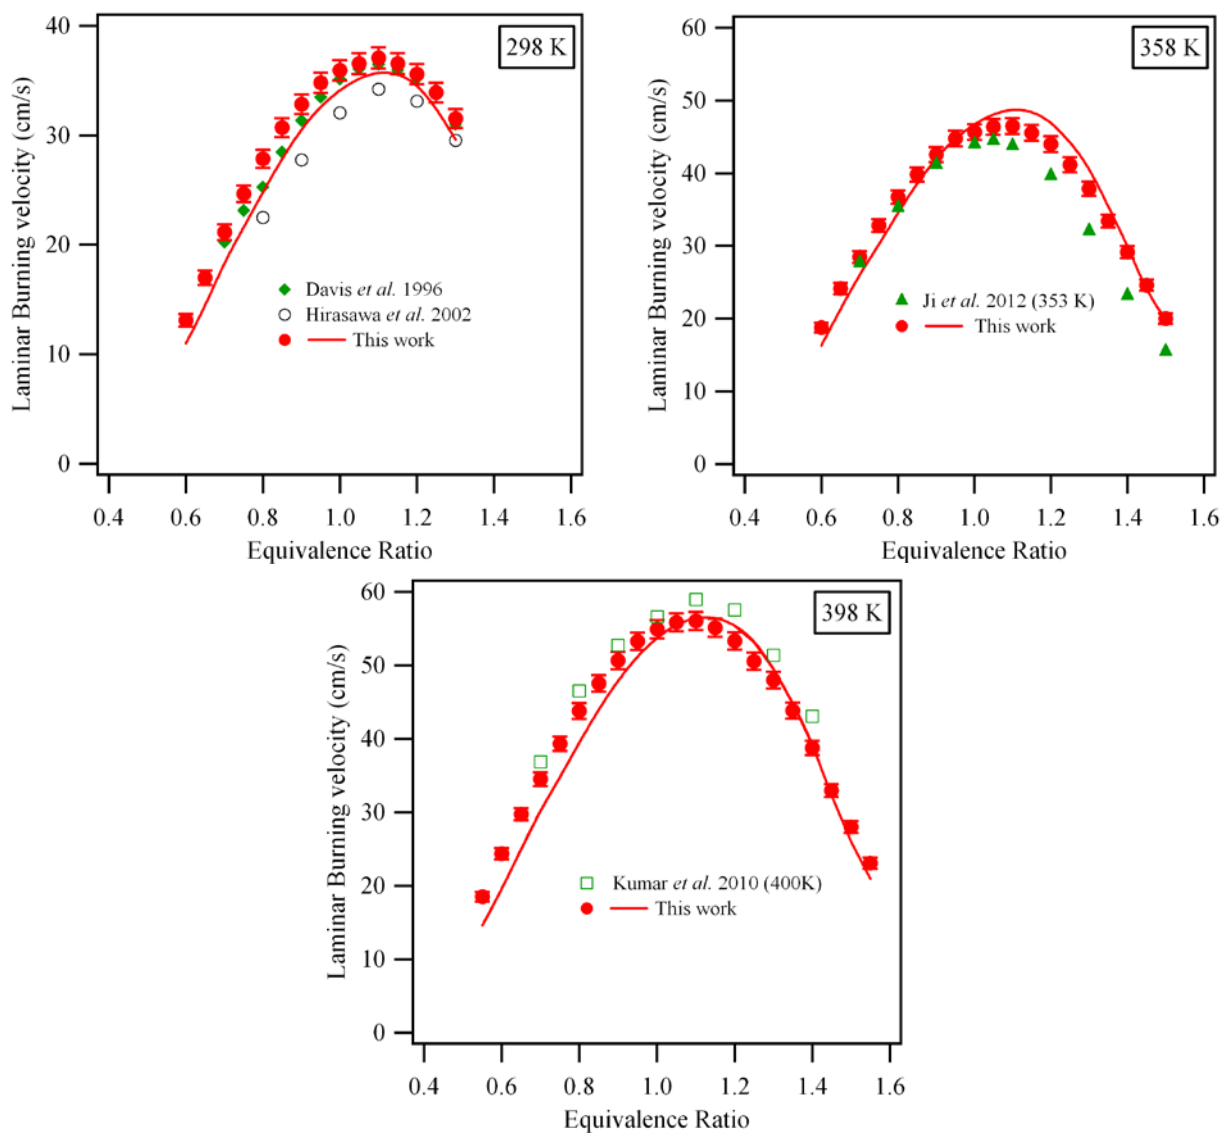 298 K
40
30
20
10
0
Laminar Burning velocity (cm/s)
Davis et al. 1996
Hirasawa et al. 2002
This work
0.4 0.6 0.8 1.0 1.2 1.4 1.6
Equivalence Ratio
358 K
60
50
40
30
20
10
0
Laminar Burning velocity (cm/s)
Ji et al. 2012 (353 K)
This work
0.4 0.6 0.8 1.0 1.2 1.4 1.6
Equivalence Ratio
398 K
60
50
40
30
20
10
0
Laminar Burning velocity (cm/s)
Kumar et al. 2010 (400K)
This work
0.4 0.6 0.8 1.0 1.2 1.4 1.6
Equivalence Ratio